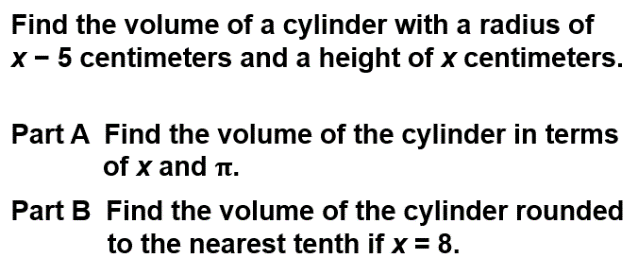 Find the volume of a cylinder with a radius of
x − 5 centimeters and a height of x centimeters.
Part A Find the volume of the cylinder in terms
of x and π.
Part B Find the volume of the cylinder rounded
to the nearest tenth if x = 8.